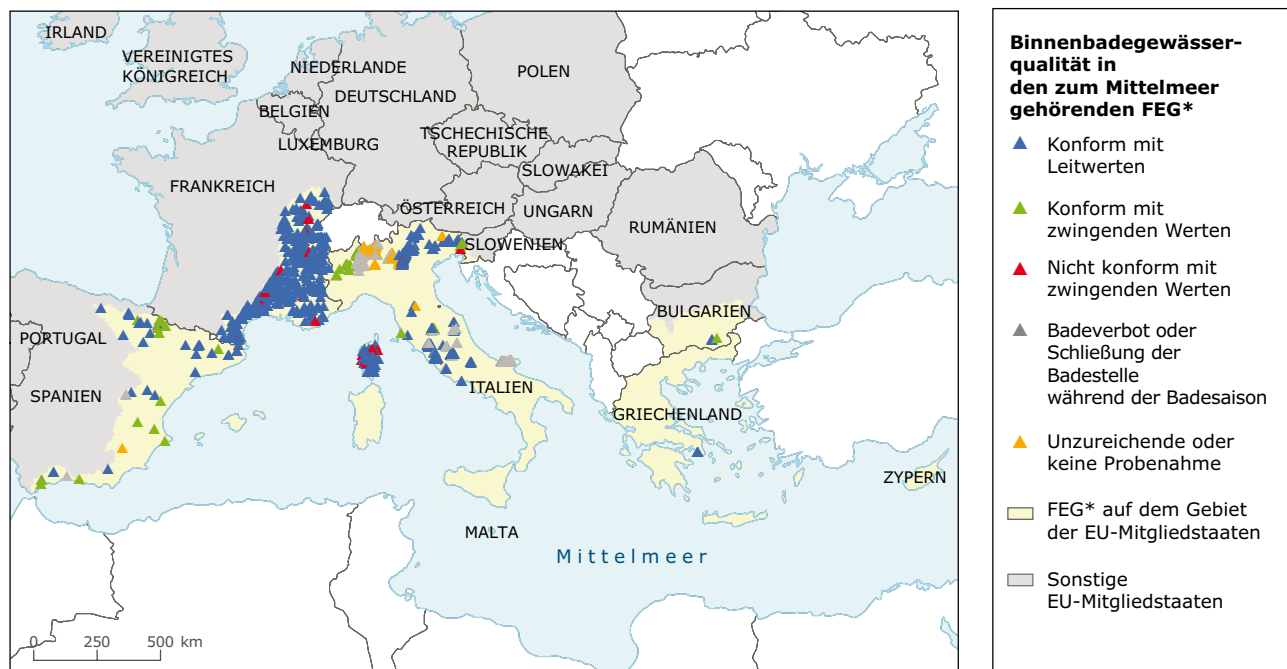 IRLAND
VEREINIGTES
KÖNIGREICH
NIEDERLANDE
POLEN
DEUTSCHLAND
BELGIEN
TSCHECHISCHE
REPUBLIK
LUXEMBURG
SLOWAKEI
FRANKREICH
ÖSTERREICH
UNGARN
RUMÄNIEN
SLOWENIEN
BULGARIEN
PORTUGAL
SPANIEN
ITALIEN
GRIECHENLAND
ZYPERN
MALTA
Mittelmeer
0 250 500 km
Binnenbadegewässer-
qualität in
den zum Mittelmeer
gehörenden FEG*
Konform mit
Leitwerten
Konform mit
zwingenden Werten
Nicht konform mit
zwingenden Werten
Badeverbot oder
Schließung der
Badestelle
während der Badesaison
Unzureichende oder
keine Probenahme
FEG* auf dem Gebiet
der EU-Mitgliedstaaten
Sonstige
EU-Mitgliedstaaten